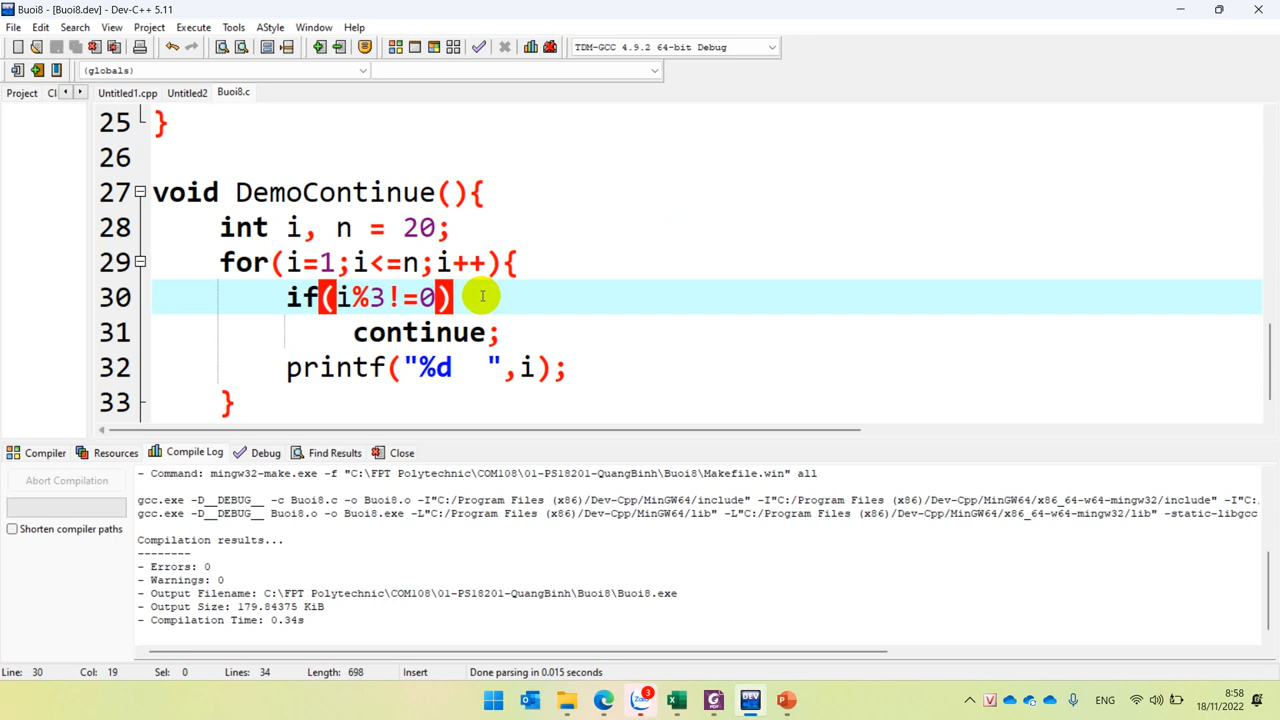 Buoi8 - [Buoi8.dev] - Dev-C++ 5.11
File Edit Search View Project Execute Tools AStyle Window Help
TDM-GCC 4.9.2 64-bit Debug
(globals)
Project Cl Untitled1.cpp Untitled2 Buoi8.c
25 }
26
27 void DemoContinue(){
28 int i, n = 20;
29 for(i=1;i<=n;i++){
30 if(i%3!=0)
31 continue;
32 printf("%d  ",i);
33 }
Compiler Resources Compile Log Debug Find Results Close
Abort Compilation
Shorten compiler paths
- Command: mingw32-make.exe -f "C:\FPT Polytechnic\COM108\01-PS18201-QuangBinh\Buoi8\Makefile.win" all
gcc.exe -D__DEBUG__ -c Buoi8.c -o Buoi8.o -I"C:/Program Files (x86)/Dev-Cpp/MinGW64/include" -I"C:/Program Files (x86)/Dev-Cpp/MinGW64/x86_64-w64-mingw32/include" -I"C:
gcc.exe -D__DEBUG__ Buoi8.o -o Buoi8.exe -L"C:/Program Files (x86)/Dev-Cpp/MinGW64/lib" -L"C:/Program Files (x86)/Dev-Cpp/MinGW64/x86_64-w64-mingw32/lib" -static-libgcc
Compilation results...
--------
- Errors: 0
- Warnings: 0
- Output Filename: C:\FPT Polytechnic\COM108\01-PS18201-QuangBinh\Buoi8\Buoi8.exe
- Output Size: 179.84375 KiB
- Compilation Time: 0.34s
Line: 30 Col: 19 Sel: 0 Lines: 34 Length: 698 Insert Done parsing in 0.015 seconds
Zalo 3 DEV ENG 8:58
18/11/2022